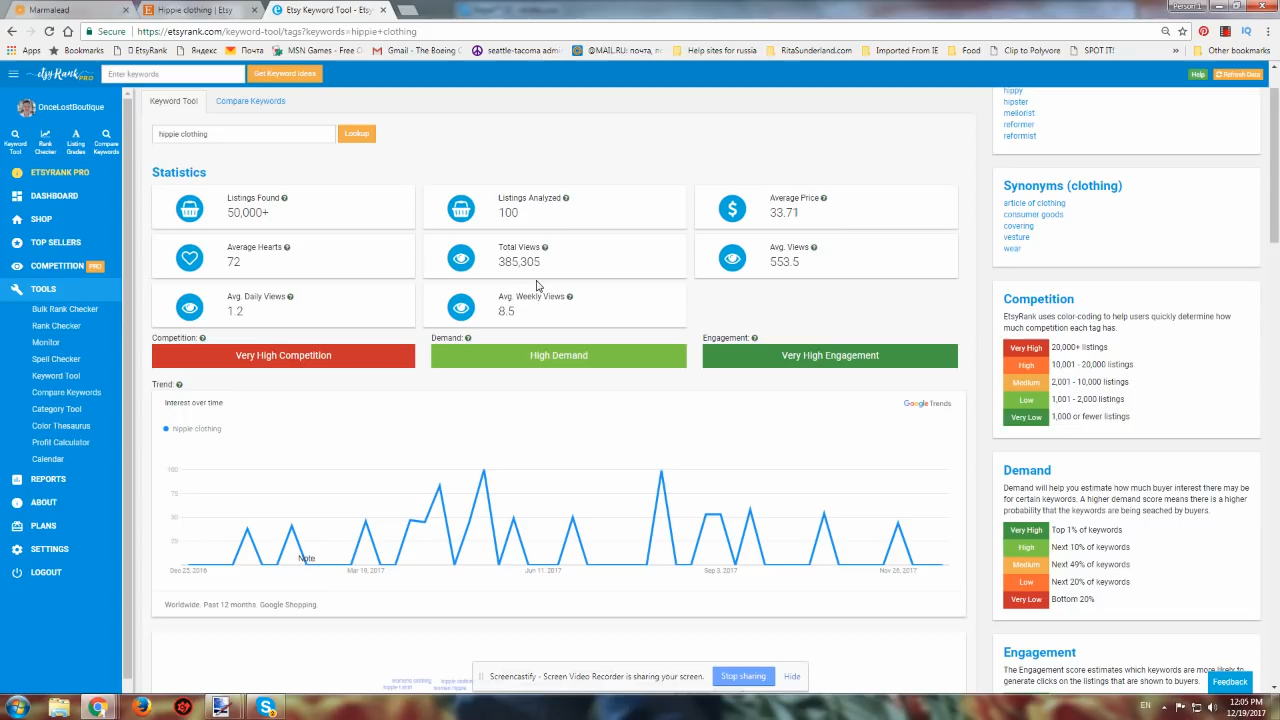 Marmalead
Hippie clothing | Etsy
Etsy Keyword Tool - Etsy
Person 1
Secure
https://etsyrank.com/keyword-tool/tags?keywords=hippie+clothing
Apps
Bookmarks
EtsyRank
Яндекс
Почта
MSN Games - Free O
Gmail - The Boeing C
seattle-tacoma admin
@MAIL.RU: почта, по
Help sites for russia
RitaSunderland.com
Imported From IE
Food
Clip to Polyvore
SPOT IT!
»
Other bookmarks
etsyRank PRO
Enter keywords
Get Keyword Ideas
Help
Refresh Data
OnceLostBoutique
Keyword Tool
Rank Checker
Listing Grades
Compare Keywords
ETSYRANK PRO
DASHBOARD
SHOP
TOP SELLERS
COMPETITION PRO
TOOLS
Bulk Rank Checker
Rank Checker
Monitor
Spell Checker
Keyword Tool
Compare Keywords
Category Tool
Color Thesaurus
Profit Calculator
Calendar
REPORTS
ABOUT
PLANS
SETTINGS
LOGOUT
Keyword Tool
Compare Keywords
hippie clothing
Lookup
Statistics
Listings Found
50,000+
Listings Analyzed
100
Average Price
33.71
Average Hearts
72
Total Views
385,305
Avg. Views
553.5
Avg. Daily Views
1.2
Avg. Weekly Views
8.5
Competition:
Very High Competition
Demand:
High Demand
Engagement:
Very High Engagement
Trend:
Interest over time
Google Trends
hippie clothing
100
75
50
25
Note
Dec 25, 2016
Mar 19, 2017
Jun 11, 2017
Sep 3, 2017
Nov 26, 2017
Worldwide. Past 12 months. Google Shopping.
womens clothing
hippie t shirt
women hippie
hippy
hipster
meliorist
reformer
reformist
Synonyms (clothing)
article of clothing
consumer goods
covering
vesture
wear
Competition
EtsyRank uses color-coding to help users quickly determine how
much competition each tag has.
Very High 20,000+ listings
High 10,001 - 20,000 listings
Medium 2,001 - 10,000 listings
Low 1,001 - 2,000 listings
Very Low 1,000 or fewer listings
Demand
Demand will help you estimate how much buyer interest there may be
for certain keywords. A higher demand score means there is a higher
probability that the keywords are being seached by buyers.
Very High Top 1% of keywords
High Next 10% of keywords
Medium Next 49% of keywords
Low Next 20% of keywords
Very Low Bottom 20%
Engagement
The Engagement score estimates which keywords are more likely to
generate clicks on the listings that are shown to buyers.
Feedback
Screencastify - Screen Video Recorder is sharing your screen.
Stop sharing
Hide
EN
12:05 PM
12/19/2017